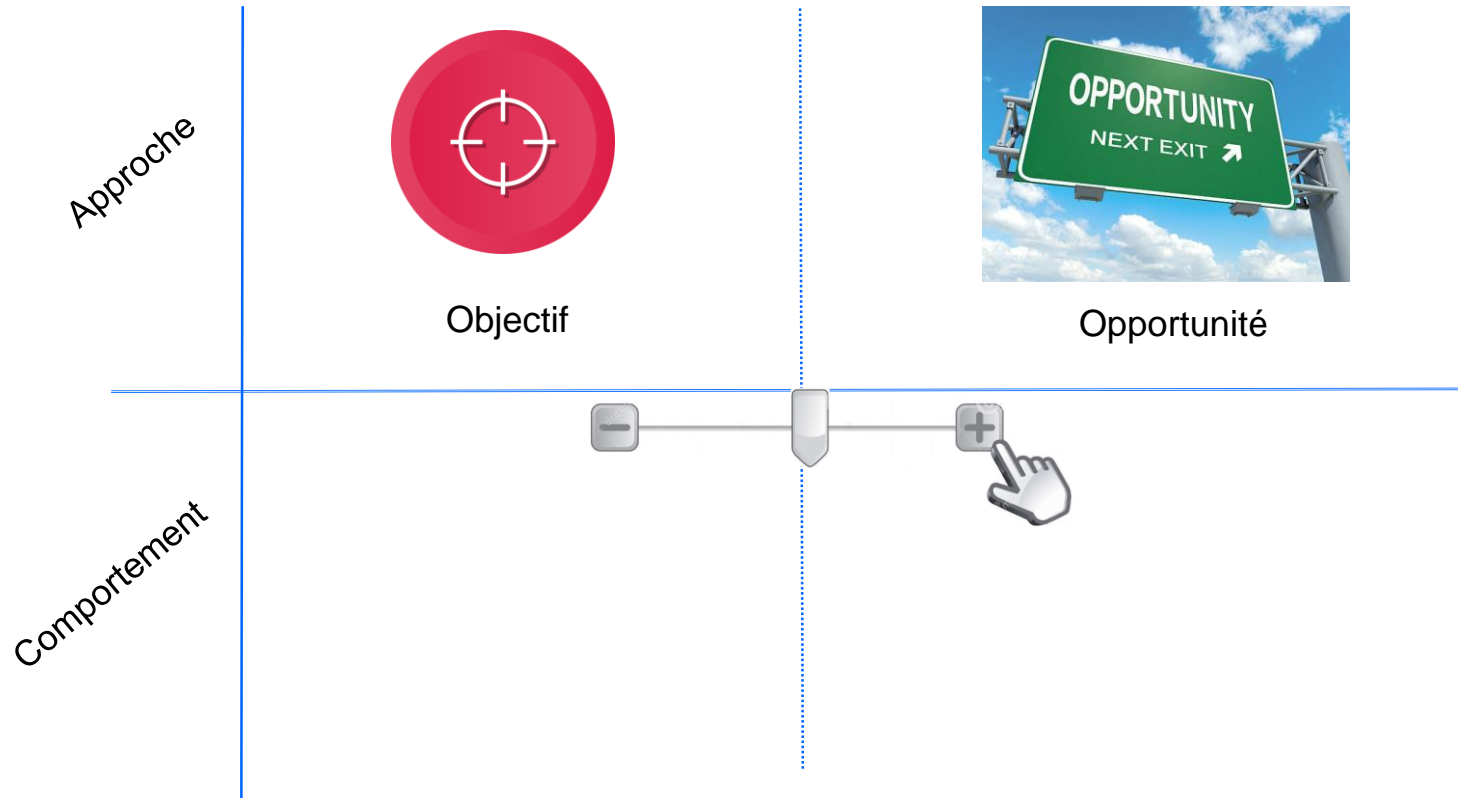 Approche
OPPORTUNITY
NEXT EXIT
Objectif
Opportunité
Comportement